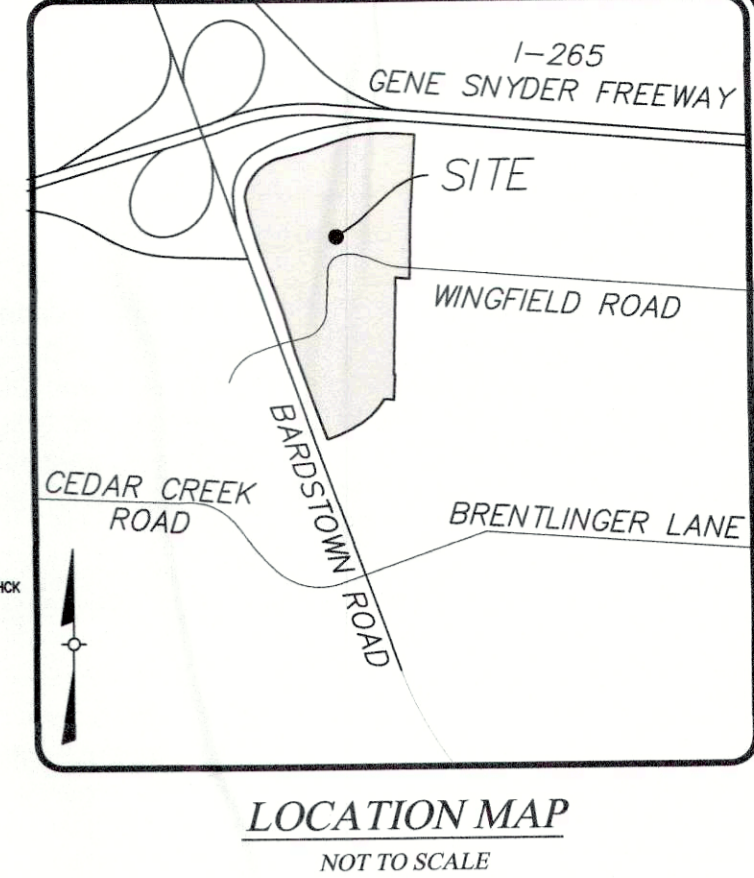 I-265
GENE SNYDER FREEWAY
SITE
WINGFIELD ROAD
BARDSTOWN ROAD
CEDAR CREEK
ROAD
BRENTLINGER LANE
HCK
LOCATION MAP
NOT TO SCALE